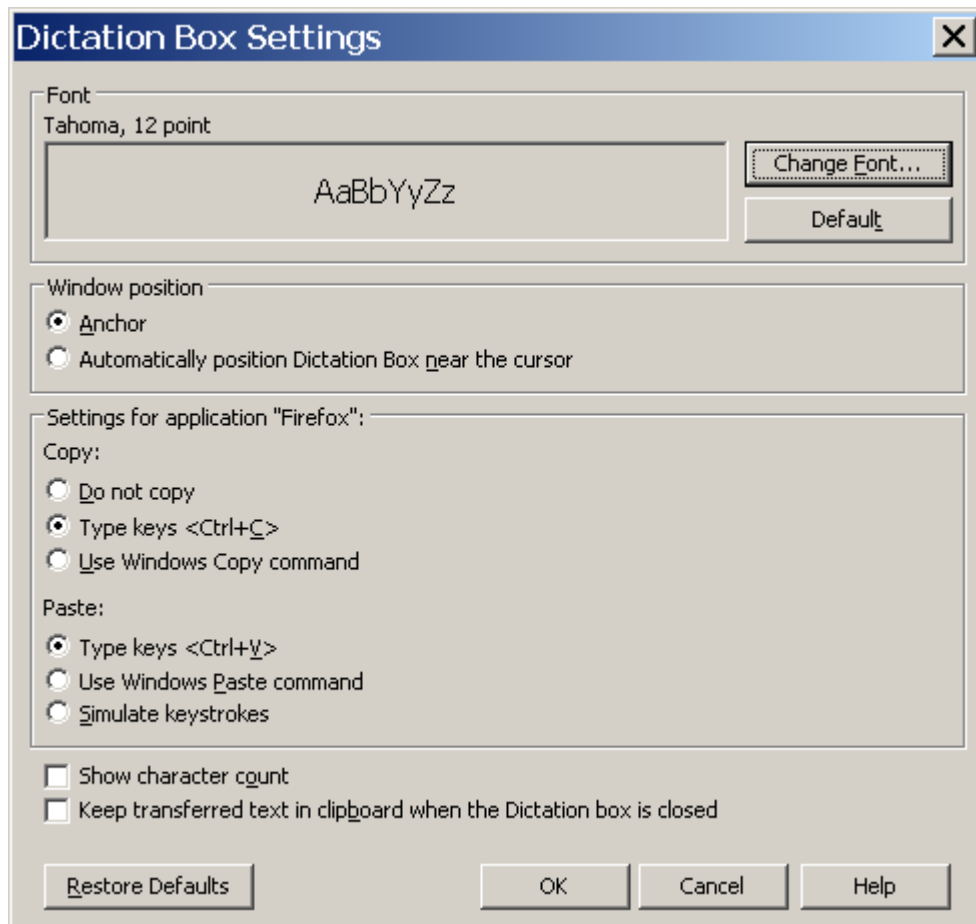 Dictation Box Settings
Font
Tahoma, 12 point
AaBbYyZz
Change Font...
Default
Window position
Anchor
Automatically position Dictation Box near the cursor
Settings for application "Firefox":
Copy:
Do not copy
Type keys <Ctrl+C>
Use Windows Copy command
Paste:
Type keys <Ctrl+V>
Use Windows Paste command
Simulate keystrokes
Show character count
Keep transferred text in clipboard when the Dictation box is closed
Restore Defaults OK Cancel Help